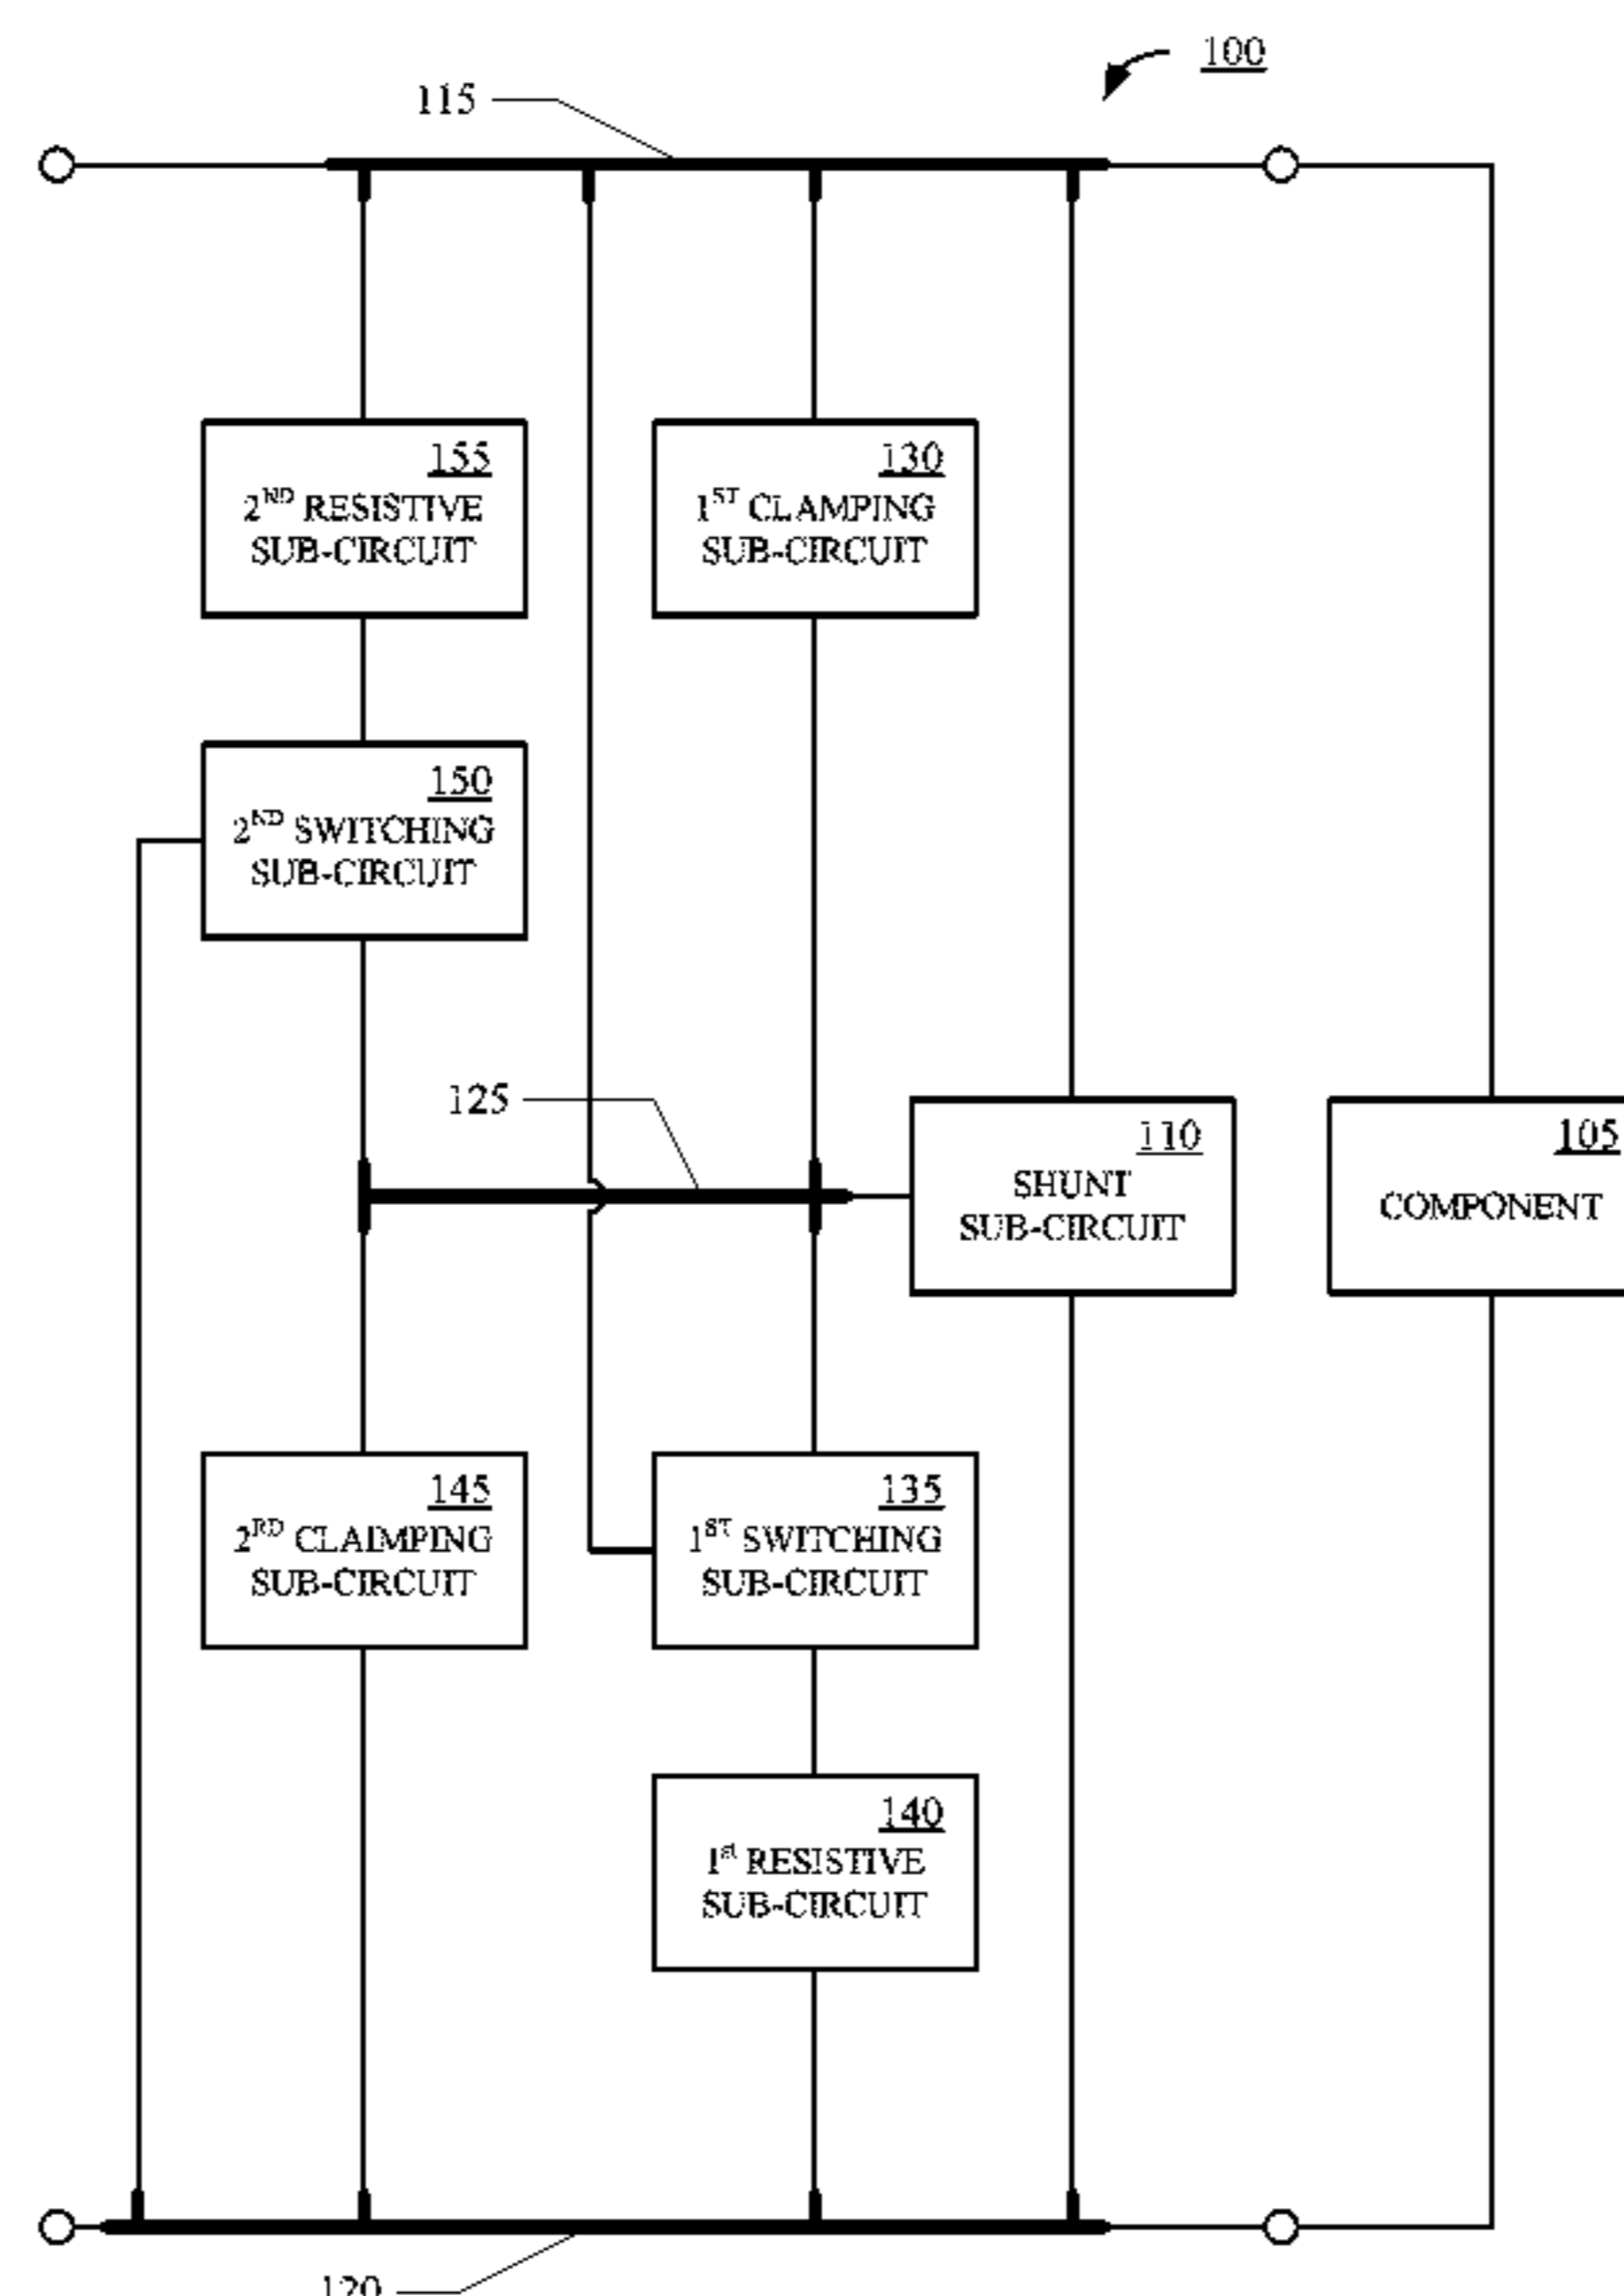 100
115
155
2ND RESISTIVE
SUB-CIRCUIT
130
1ST CLAMPING
SUB-CIRCUIT
150
2ND SWITCHING
SUB-CIRCUIT
125
110
SHUNT
SUB-CIRCUIT
105
COMPONENT
145
2RD CLAIMPING
SUB-CIRCUIT
135
1ST SWITCHING
SUB-CIRCUIT
140
1st RESISTIVE
SUB-CIRCUIT
120